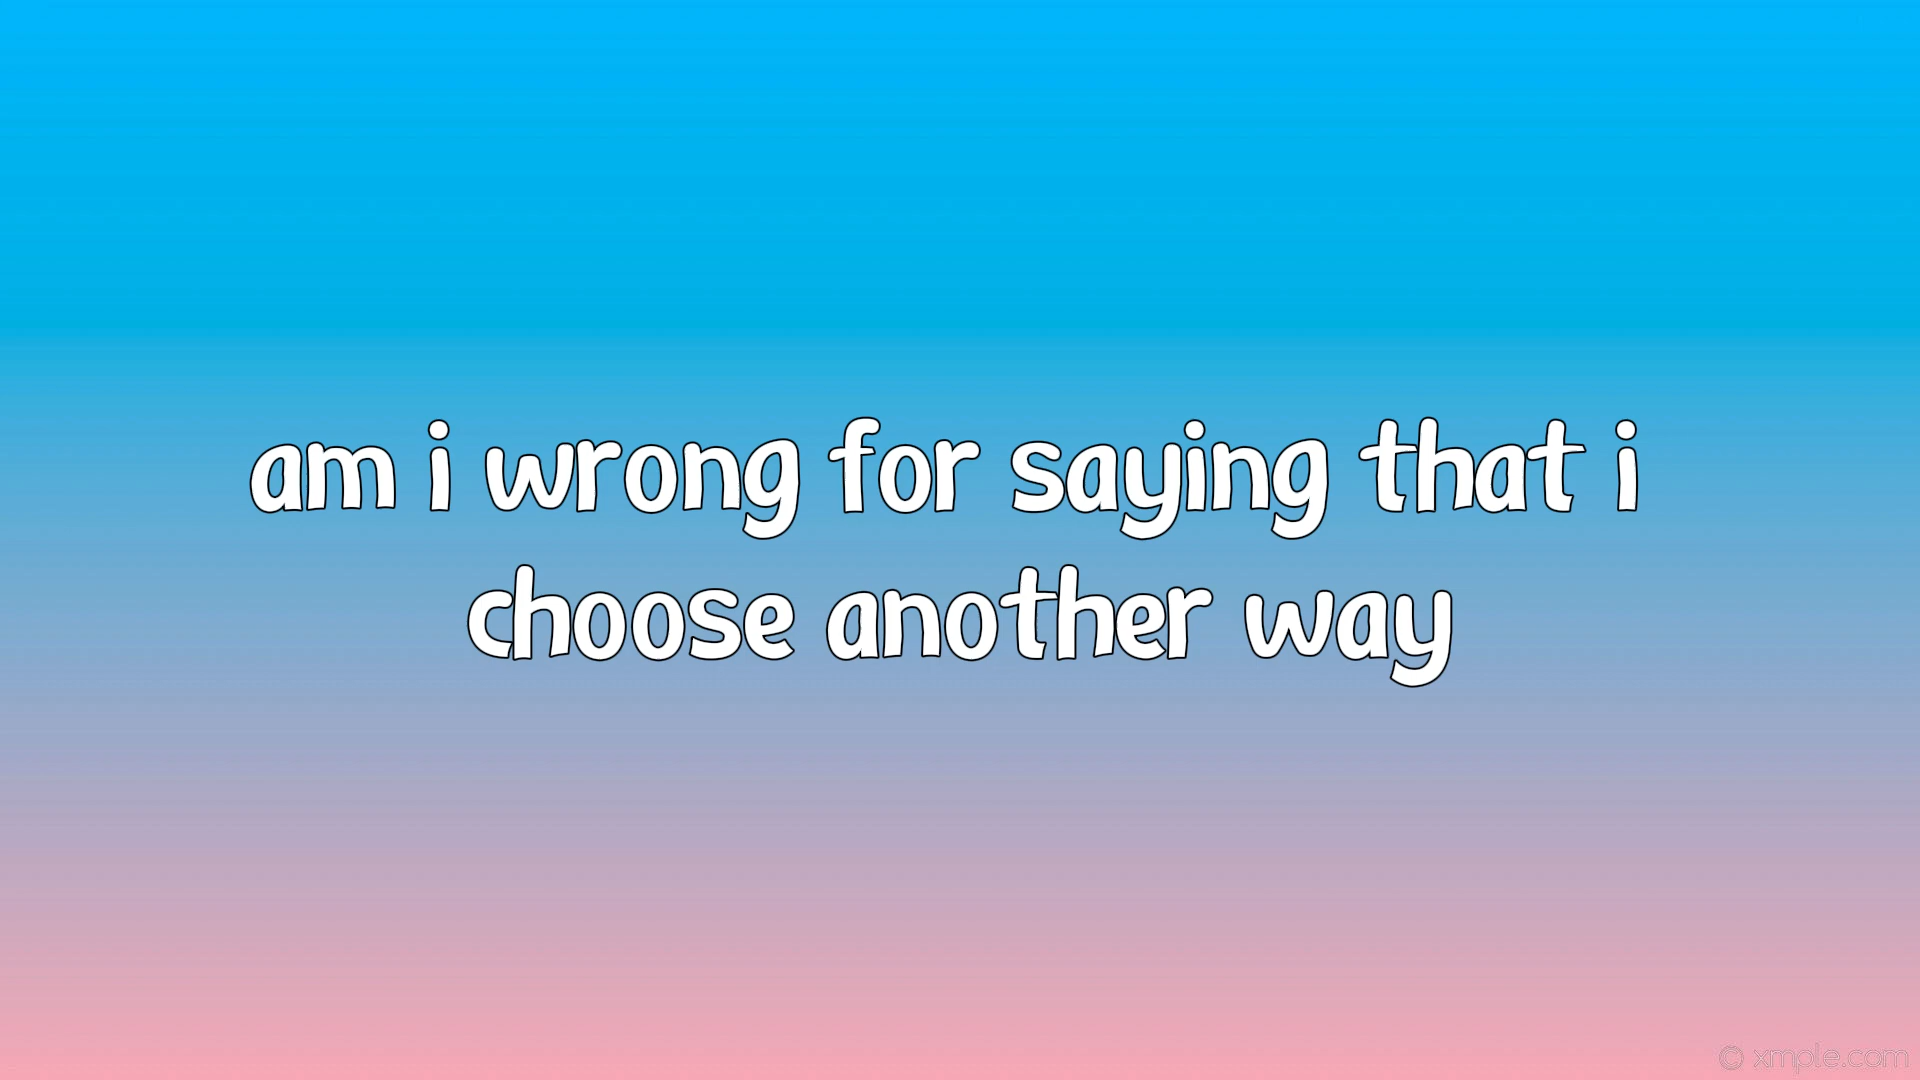 am i wrong for saying that i
choose another way
© xmple.com